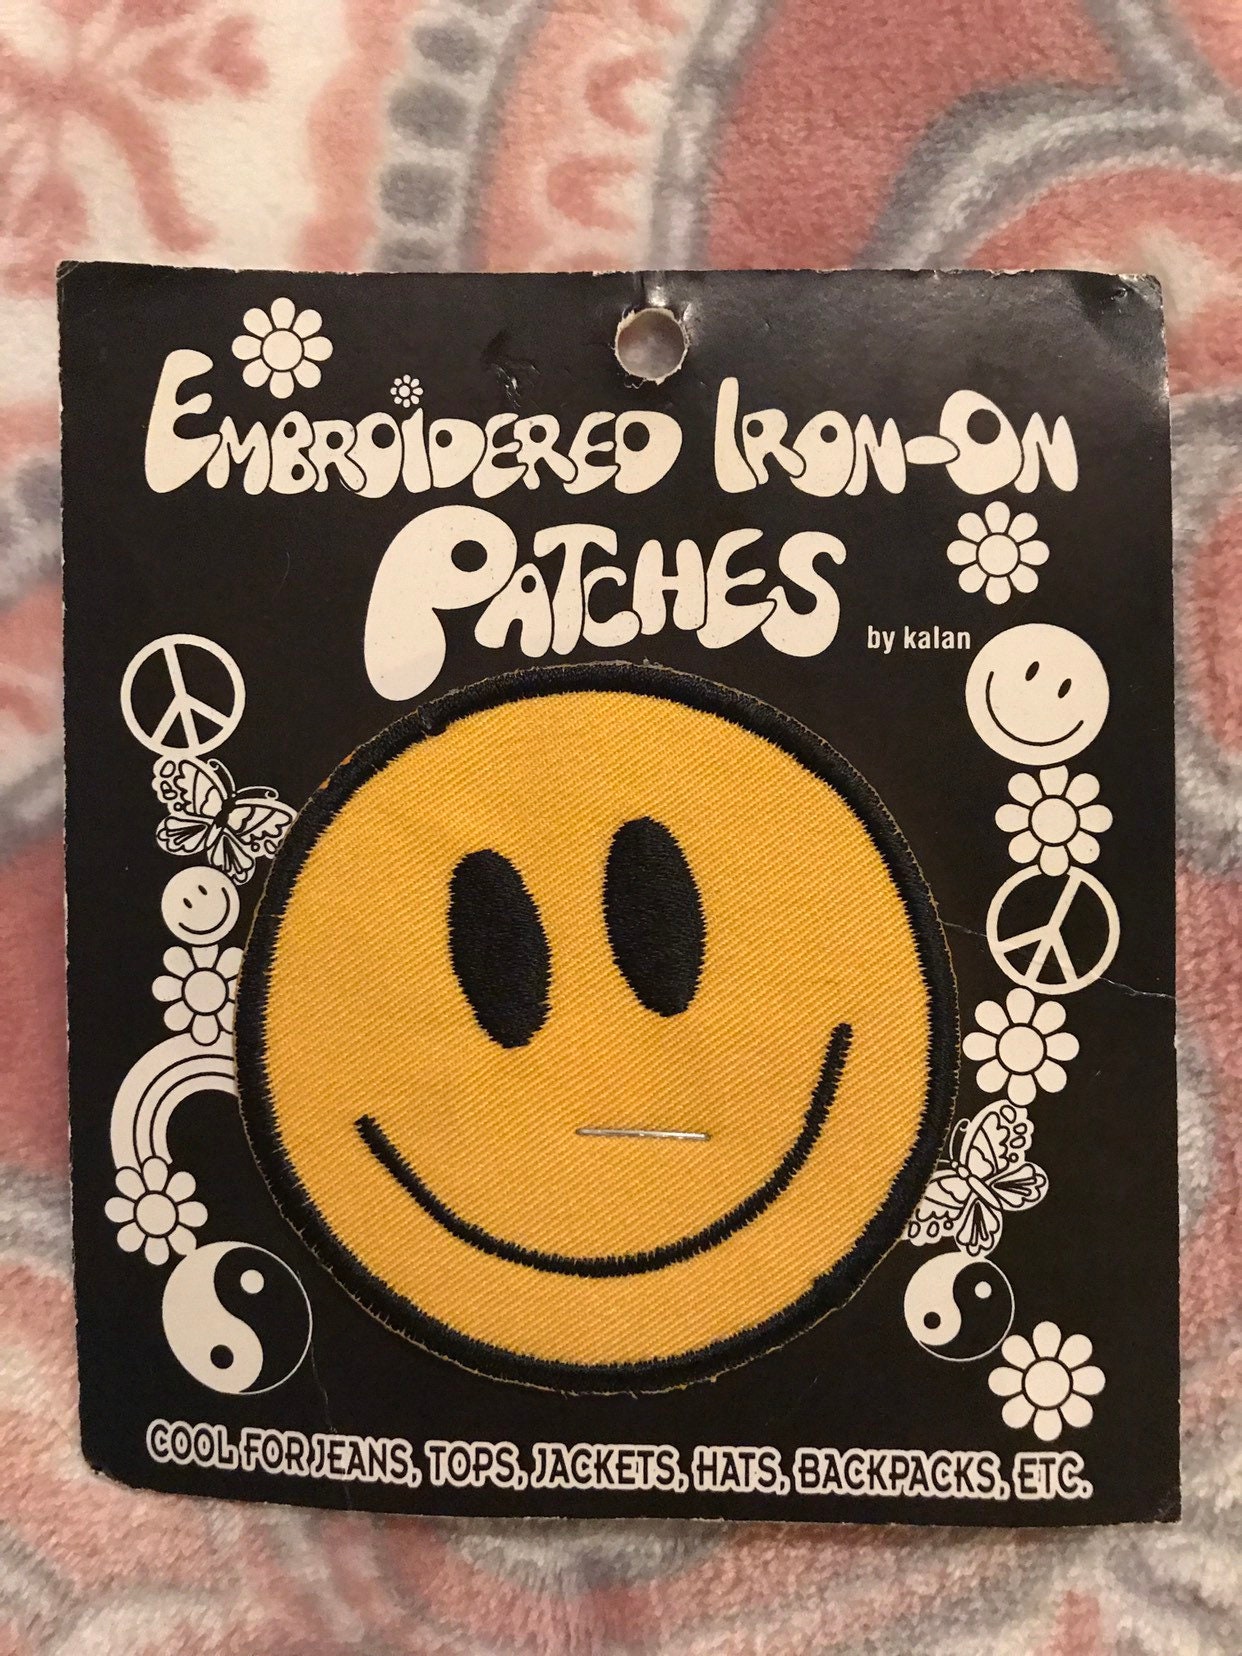 EMBROIDERED IRON-ON
PATCHES
by kalan
COOL FOR JEANS, TOPS, JACKETS, HATS, BACKPACKS, ETC.